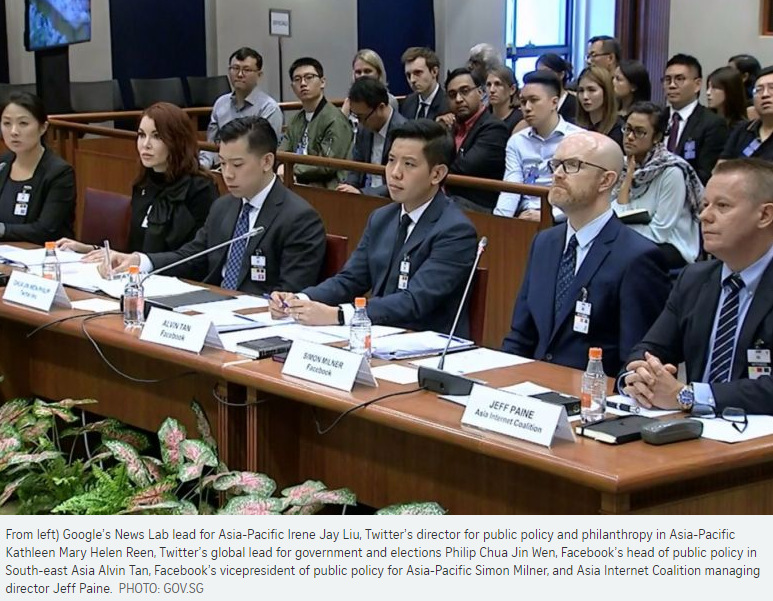 CHUA JIN WEN PHILIP
Twitter Inc
ALVIN TAN
Facebook
SIMON MILNER
Facebook
JEFF PAINE
Asia Internet Coalition
From left) Google's News Lab lead for Asia-Pacific Irene Jay Liu, Twitter's director for public policy and philanthropy in Asia-Pacific
Kathleen Mary Helen Reen, Twitter's global lead for government and elections Philip Chua Jin Wen, Facebook's head of public policy in
South-east Asia Alvin Tan, Facebook's vicepresident of public policy for Asia-Pacific Simon Milner, and Asia Internet Coalition managing
director Jeff Paine. PHOTO: GOV.SG